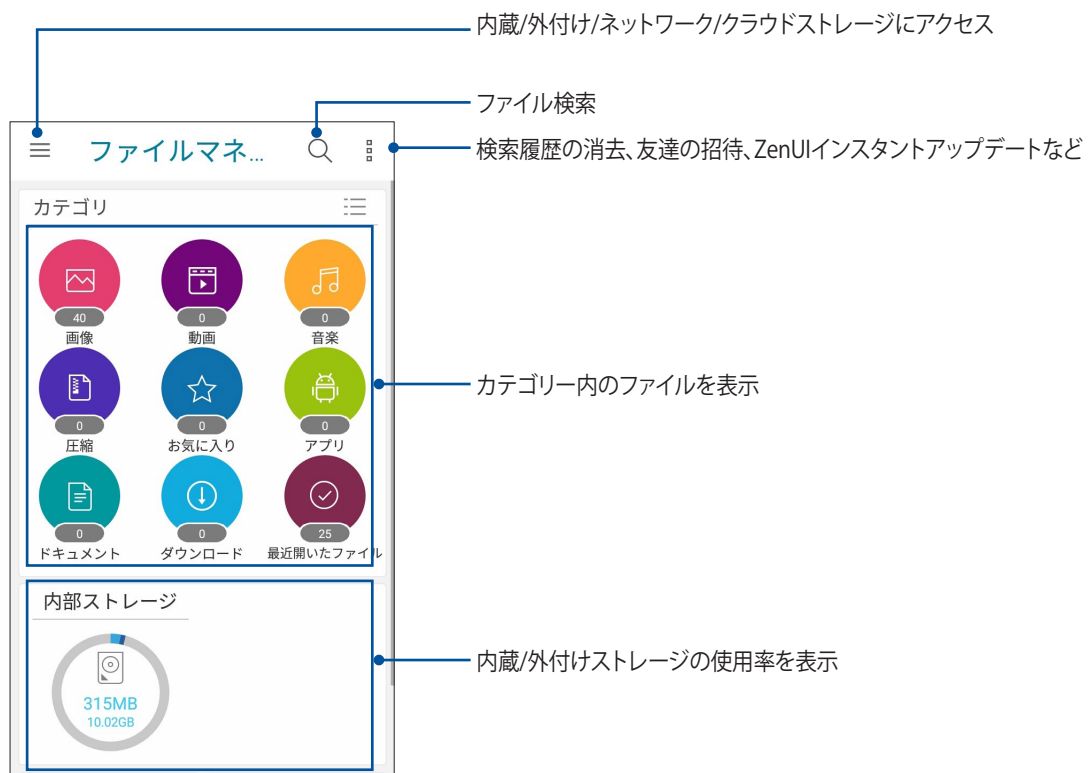 内蔵/外付け/ネットワーク/クラウドストレージにアクセス
ファイル検索
ファイルマネ...
検索履歴の消去、友達の招待、ZenUIインスタントアップデートなど
カテゴリ
40
0
0
画像
動画
音楽
カテゴリー内のファイルを表示
0
0
0
圧縮
お気に入り
アプリ
0
0
25
ドキュメント
ダウンロード
最近開いたファイル
内部ストレージ
内蔵/外付けストレージの使用率を表示
315MB
10.02GB